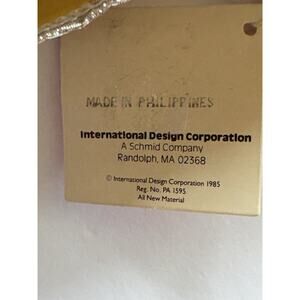 MADE IN PHILIPPINES
International Design Corporation
A Schmid Company
Randolph, MA 02368
© International Design Corporation 1985
Reg. No. PA 1595
All New Material